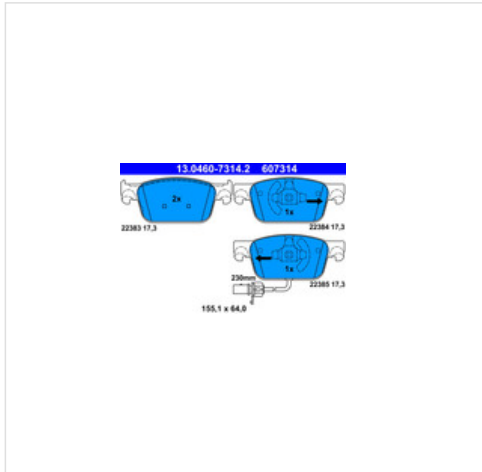 13.0460-7314.2 607314
2x
1x
22383 17,3
22384 17,3
1x
230mm
22385 17,3
155,1 x 64,0